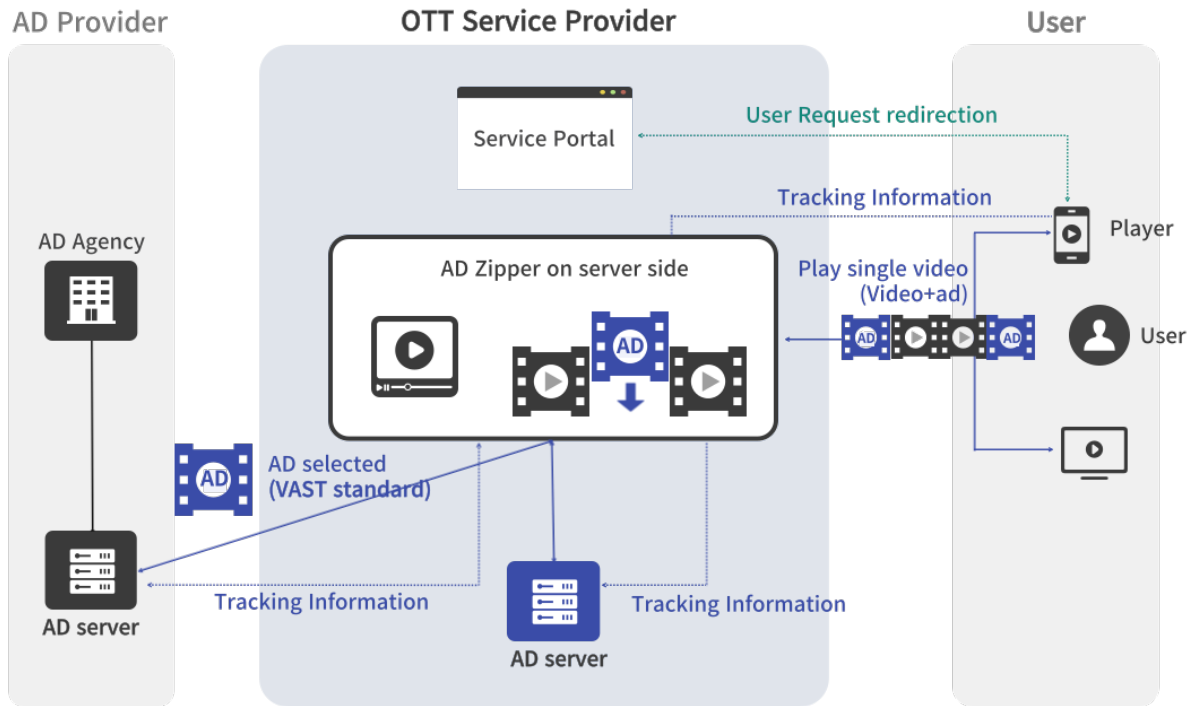 AD Provider
OTT Service Provider
User
Service Portal
User Request redirection
Tracking Information
AD Agency
Player
AD Zipper on server side
Play single video
(Video+ad)
AD
AD
AD
User
AD
AD selected
(VAST standard)
Tracking Information
Tracking Information
AD server
AD server